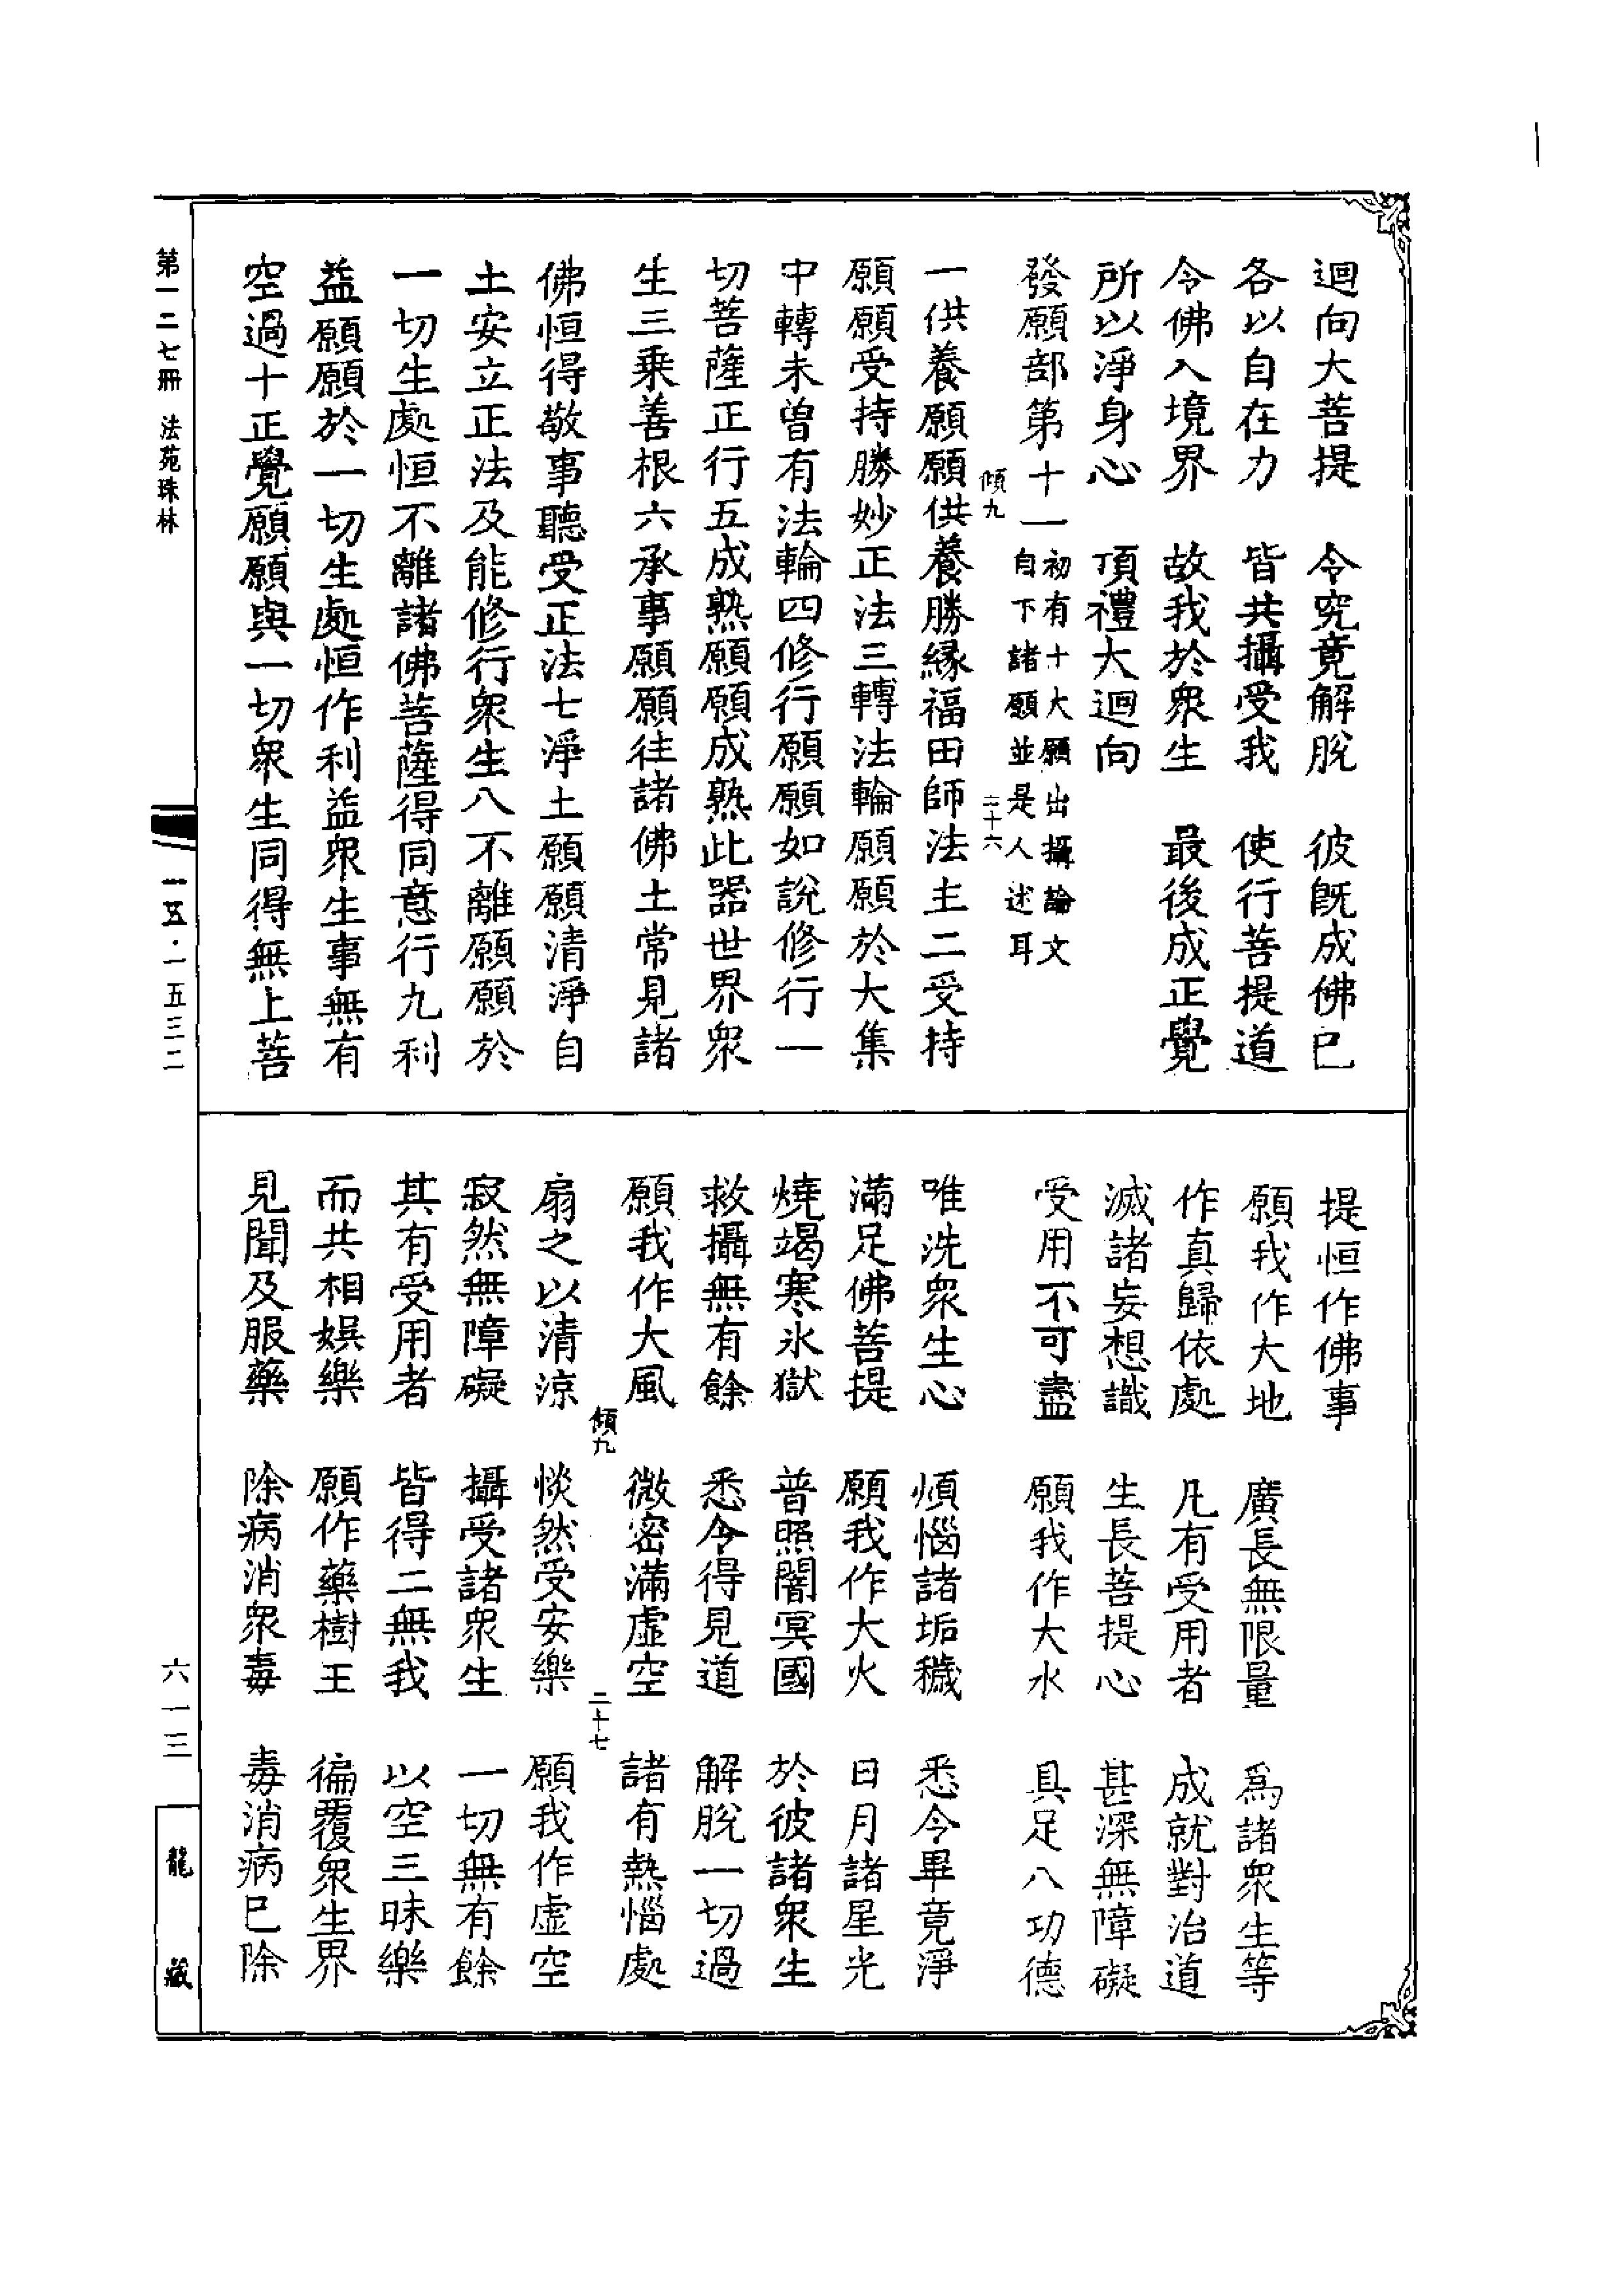 迴向大菩提　令究竟解脫　彼旣成佛巳
各以自在力　皆共攝受我　使行菩提道
令佛入境界　故我於衆生　最後成正覺
所以淨身心　頂禮大迴向
發願部第十一初有十大願出攝論文自下諸願並是人述耳
傾九　二十六
一供養願願供養勝緣福田師法主二受持
願願受持勝妙正法三轉法輪願願於大集
中轉未曾有法輪四修行願願如說修行一
切菩薩正行五成熟願願成熟此器世界衆
生三乗善根六承事願願往諸佛土常見諸
佛恒得敬事聽受正法七淨土願願清淨自
土安立正法及能修行衆生八不離願願於
一切生處恒不離諸佛菩薩得同意行九利
益願願於一切生處恒作利益衆生事無有
空過十正覺願願與一切衆生同得無上菩
提恒作佛事
願我作大地　廣長無限量　為諸衆生等
作真歸依處　凡有受用者　成就對治道
滅諸妄想識　生長菩提心　甚深無障礙
受用不可盡　願我作大水　具足八功德
唯洗衆生心　煩惱諸垢穢　悉令畢竟淨
滿足佛菩提　願我作大火　日月諸星光
燒竭寒氷獄　普照闇冥國　於彼諸衆生
救攝無有餘　悉令得見道　解脫一切過
願我作大風　微密滿虛空　諸有熱惱處
傾九　二十七
扇之以清涼　惔然受安樂　願我作虛空
寂然無障礙　攝受諸衆生　一切無有餘
其有受用者　皆得二無我　以空三昧樂
而共相娛樂　願作藥樹王　徧覆衆生界
見聞及服藥　除病消衆毒　毒消病巳除
第一二七冊　法苑珠林
一五·一五三二
六一三
龍藏